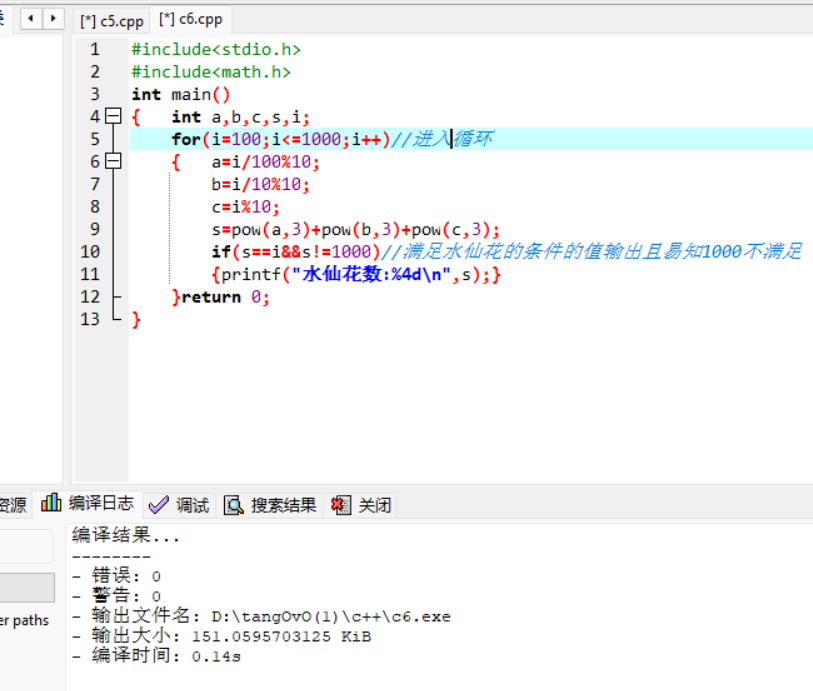 [*] c5.cpp [*] c6.cpp
1 #include<stdio.h>
2 #include<math.h>
3 int main()
4 { int a,b,c,s,i;
5 for(i=100;i<=1000;i++)//进入循环
6 { a=i/100%10;
7 b=i/10%10;
8 c=i%10;
9 s=pow(a,3)+pow(b,3)+pow(c,3);
10 if(s==i&&s!=1000)//满足水仙花的条件的值输出且易知1000不满足
11 {printf("水仙花数:%4d\n",s);}
12 }return 0;
13 }
资源 编译日志 调试 搜索结果 关闭
编译结果...
--------
- 错误: 0
- 警告: 0
er paths
- 输出文件名: D:\tangOvO(1)\c++\c6.exe
- 输出大小: 151.0595703125 KiB
- 编译时间: 0.14s